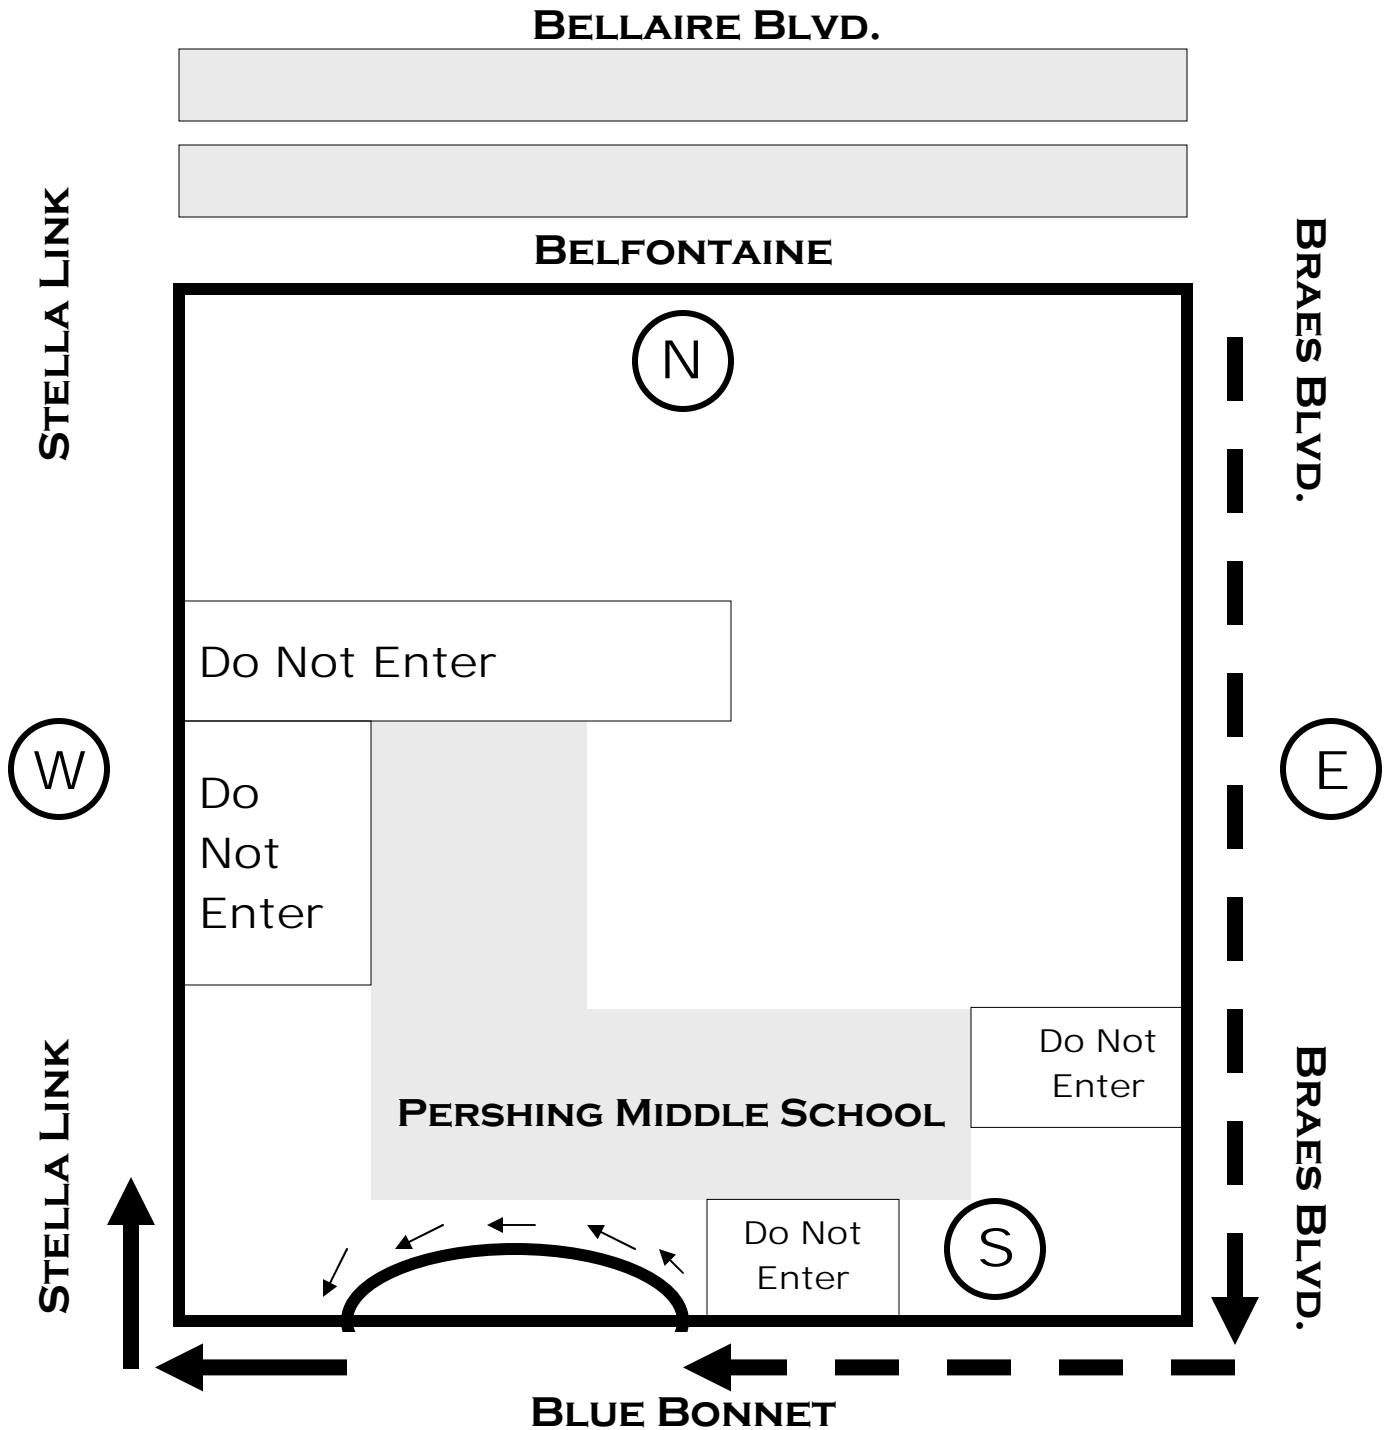 BELLAIRE BLVD.
BELFONTAINE
STELLA LINK
BRAES BLVD.
N
Do Not Enter
W
E
Do
Not
Enter
Do Not
Enter
STELLA LINK
BRAES BLVD.
PERSHING MIDDLE SCHOOL
Do Not
Enter
S
BLUE BONNET